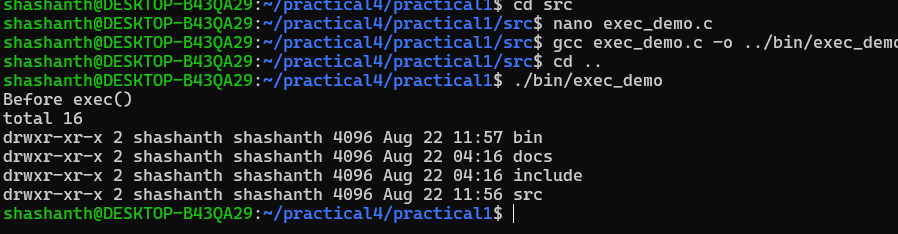 shashanth@DESKTOP-B43QA29:~/practical4/practical1$ cd src
shashanth@DESKTOP-B43QA29:~/practical4/practical1/src$ nano exec_demo.c
shashanth@DESKTOP-B43QA29:~/practical4/practical1/src$ gcc exec_demo.c -o ../bin/exec_demo
shashanth@DESKTOP-B43QA29:~/practical4/practical1/src$ cd ..
shashanth@DESKTOP-B43QA29:~/practical4/practical1$ ./bin/exec_demo
Before exec()
total 16
drwxr-xr-x 2 shashanth shashanth 4096 Aug 22 11:57 bin
drwxr-xr-x 2 shashanth shashanth 4096 Aug 22 04:16 docs
drwxr-xr-x 2 shashanth shashanth 4096 Aug 22 04:16 include
drwxr-xr-x 2 shashanth shashanth 4096 Aug 22 11:56 src
shashanth@DESKTOP-B43QA29:~/practical4/practical1$